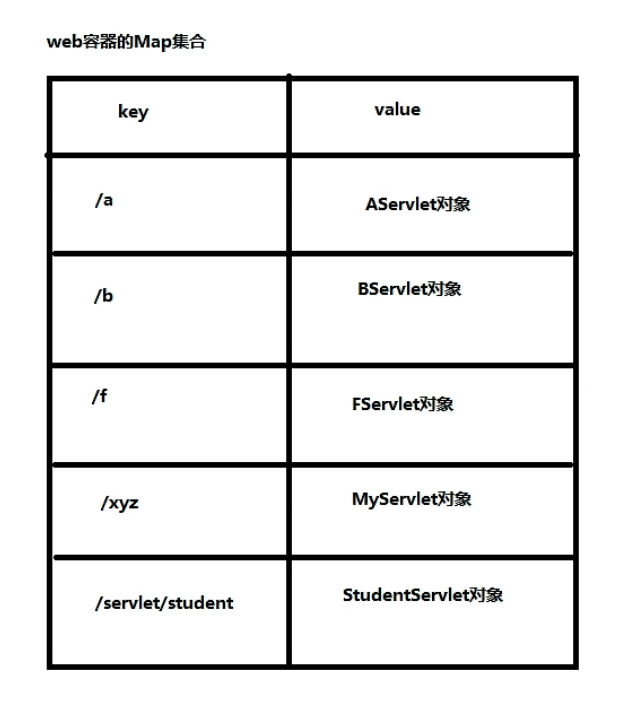 web容器的Map集合
key value
/a AServlet对象
/b BServlet对象
/f FServlet对象
/xyz MyServlet对象
/servlet/student StudentServlet对象